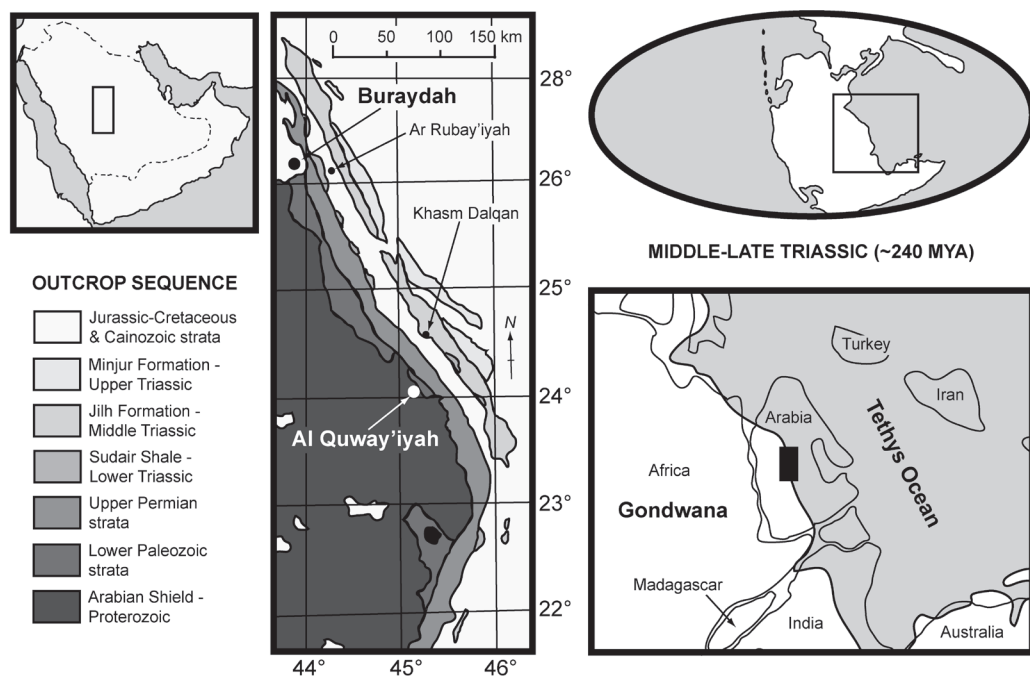 OUTCROP SEQUENCE
Jurassic-Cretaceous
& Cainozoic strata
Minjur Formation -
Upper Triassic
Jilh Formation -
Middle Triassic
Sudair Shale -
Lower Triassic
Upper Permian
strata
Lower Paleozoic
strata
Arabian Shield -
Proterozoic
44° 45° 46°
0 50 100 150 km
28°
Buraydah
Ar Rubay'iyah
26°
Khasm Dalqan
25°
N
24°
Al Quway'iyah
23°
22°
44° 45° 46°
MIDDLE-LATE TRIASSIC (~240 MYA)
Turkey
Iran
Arabia
Tethys Ocean
Africa
Gondwana
Madagascar
India
Australia